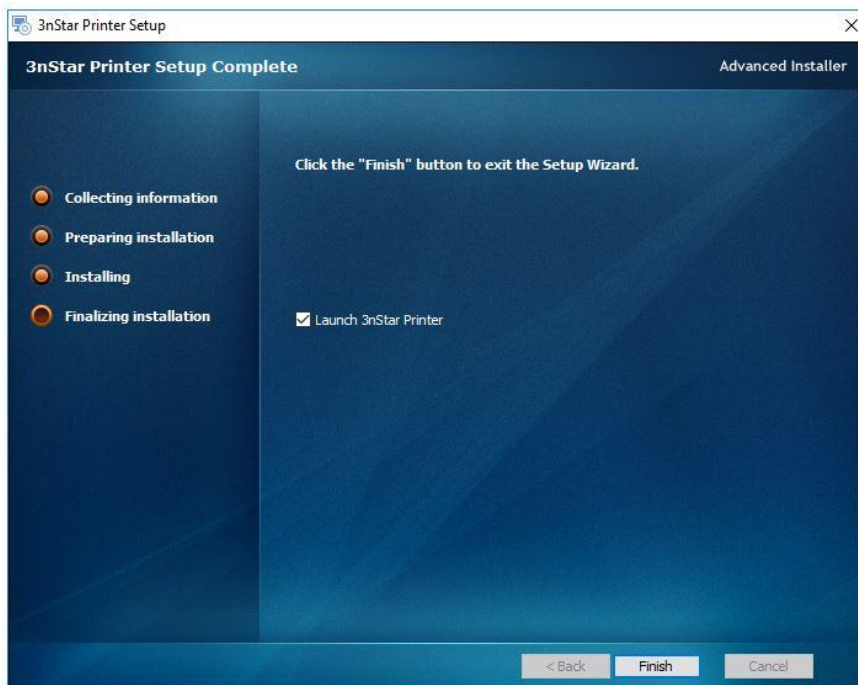 3nStar Printer Setup
3nStar Printer Setup Complete
Advanced Installer
Click the "Finish" button to exit the Setup Wizard.
Collecting information
Preparing installation
Installing
Finalizing installation
Launch 3nStar Printer
< Back
Finish
Cancel